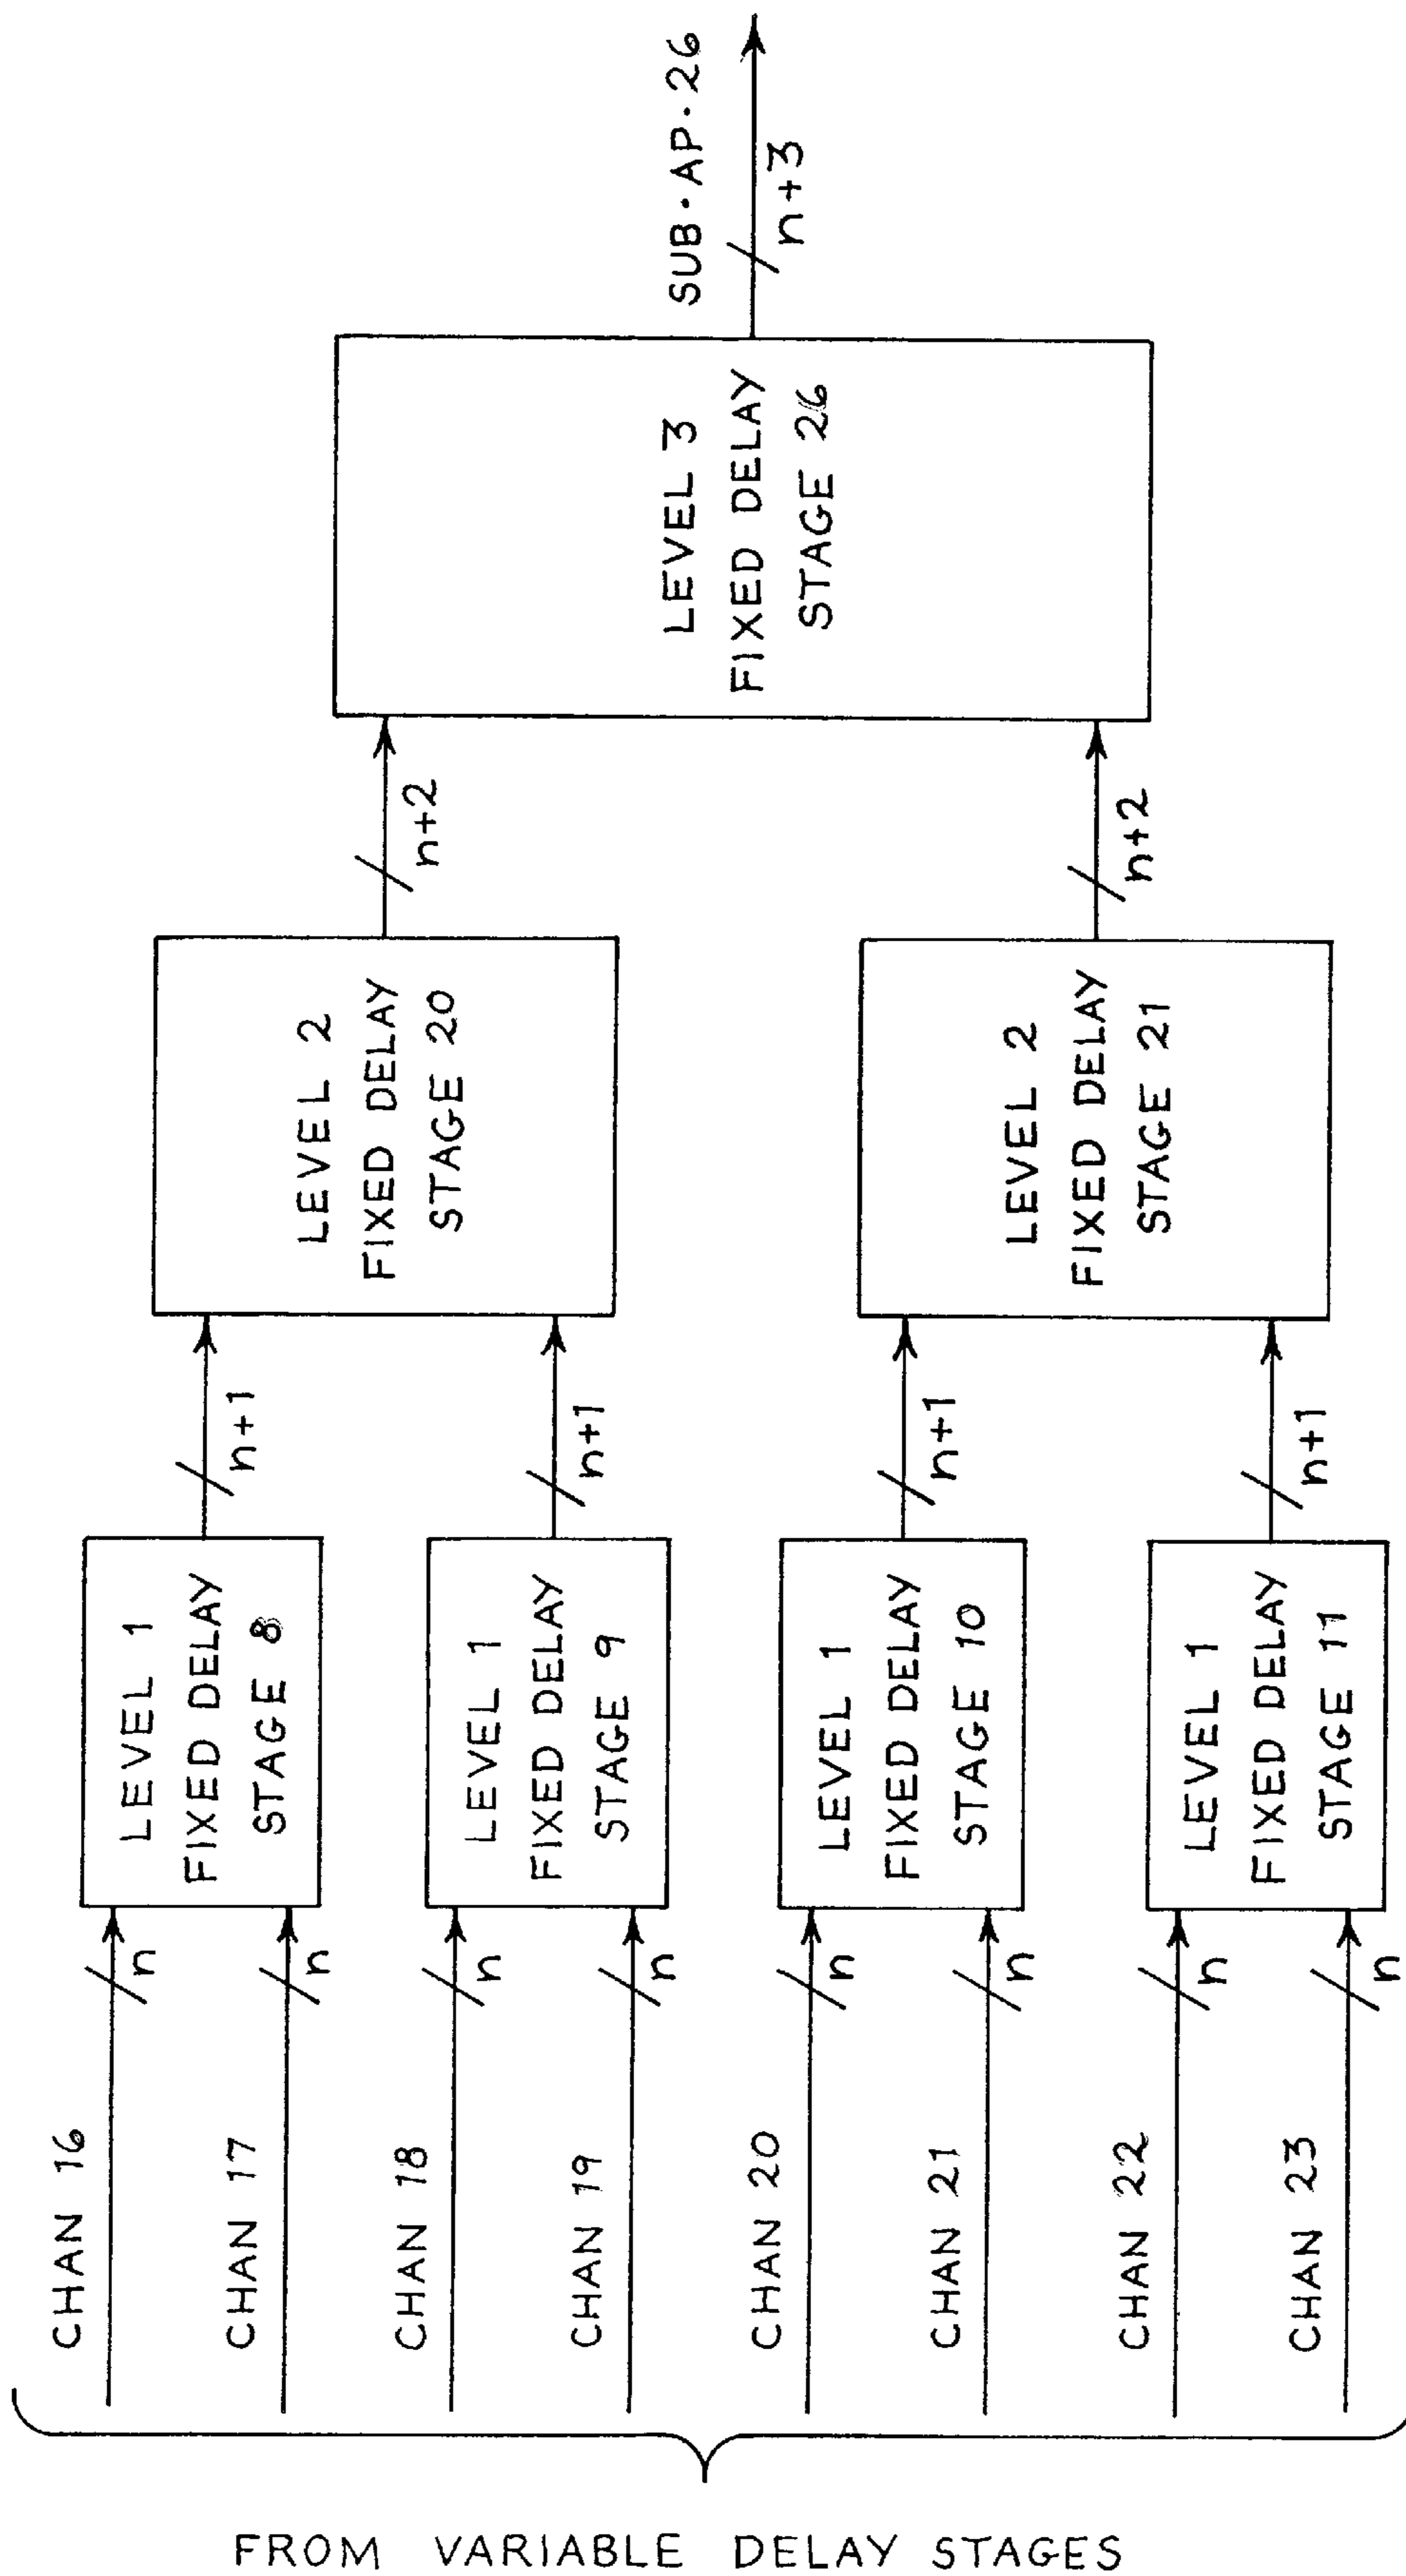 CHAN 16
n
CHAN 17
n
CHAN 18
n
CHAN 19
n
CHAN 20
n
CHAN 21
n
CHAN 22
n
CHAN 23
n
LEVEL 1
FIXED DELAY
STAGE 8
n+1
LEVEL 1
FIXED DELAY
STAGE 9
n+1
LEVEL 1
FIXED DELAY
STAGE 10
n+1
LEVEL 1
FIXED DELAY
STAGE 11
n+1
LEVEL 2
FIXED DELAY
STAGE 20
n+2
LEVEL 2
FIXED DELAY
STAGE 21
n+2
LEVEL 3
FIXED DELAY
STAGE 26
SUB·AP·26
n+3
FROM VARIABLE DELAY STAGES